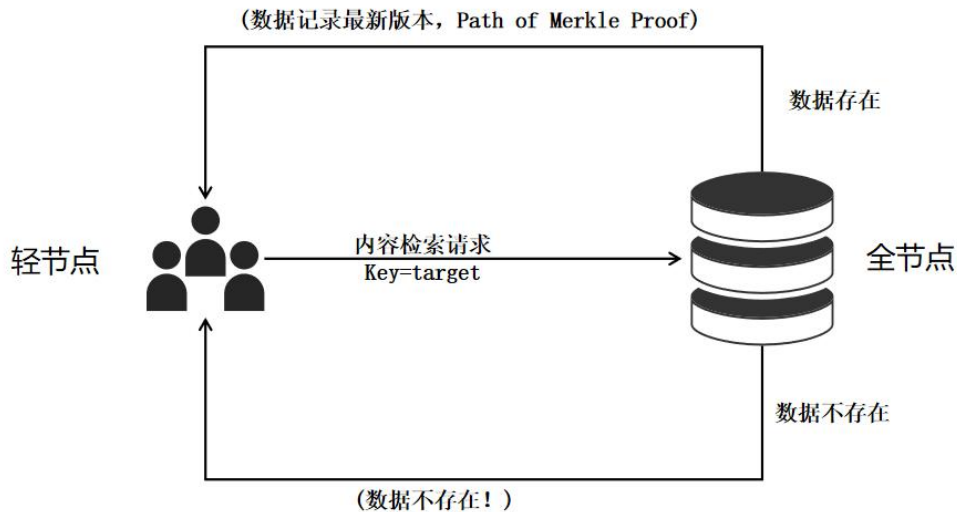 (数据记录最新版本，Path of Merkle Proof)
数据存在
轻节点
内容检索请求
Key=target
全节点
数据不存在
(数据不存在！)